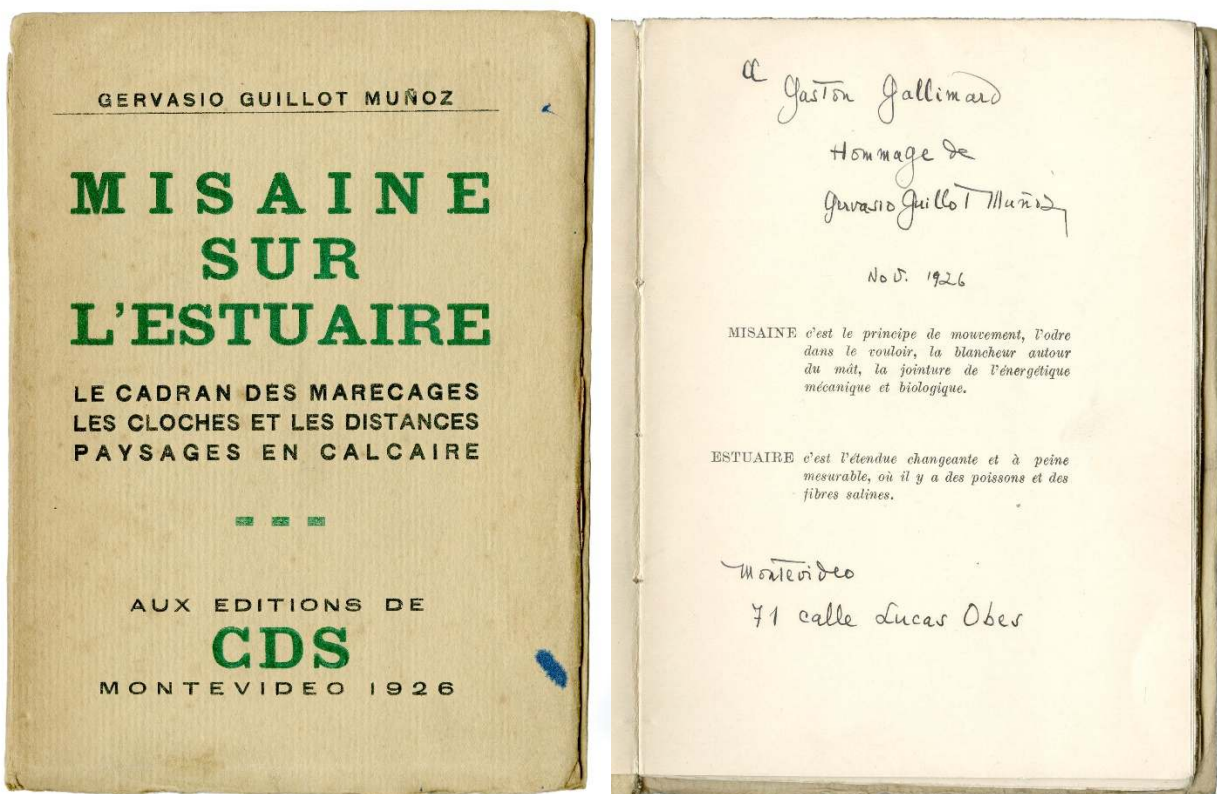 GERVASIO GUILLOT MUÑOZ
MISAINE
SUR
L'ESTUAIRE
LE CADRAN DES MARECAGES
LES CLOCHES ET LES DISTANCES
PAYSAGES EN CALCAIRE
AUX EDITIONS DE
CDS
MONTEVIDEO 1926
a Gaston Gallimard
Hommage de
Gervasio Guillot Muñoz
Nov. 1926
MISAINE c'est le principe de mouvement, l'odre
dans le vouloir, la blancheur autour
du mât, la jointure de l'énergétique
mécanique et biologique.
ESTUAIRE c'est l'étendue changeante et à peine
mesurable, où il y a des poissons et des
fibres salines.
Montevideo
71 calle Lucas Obes